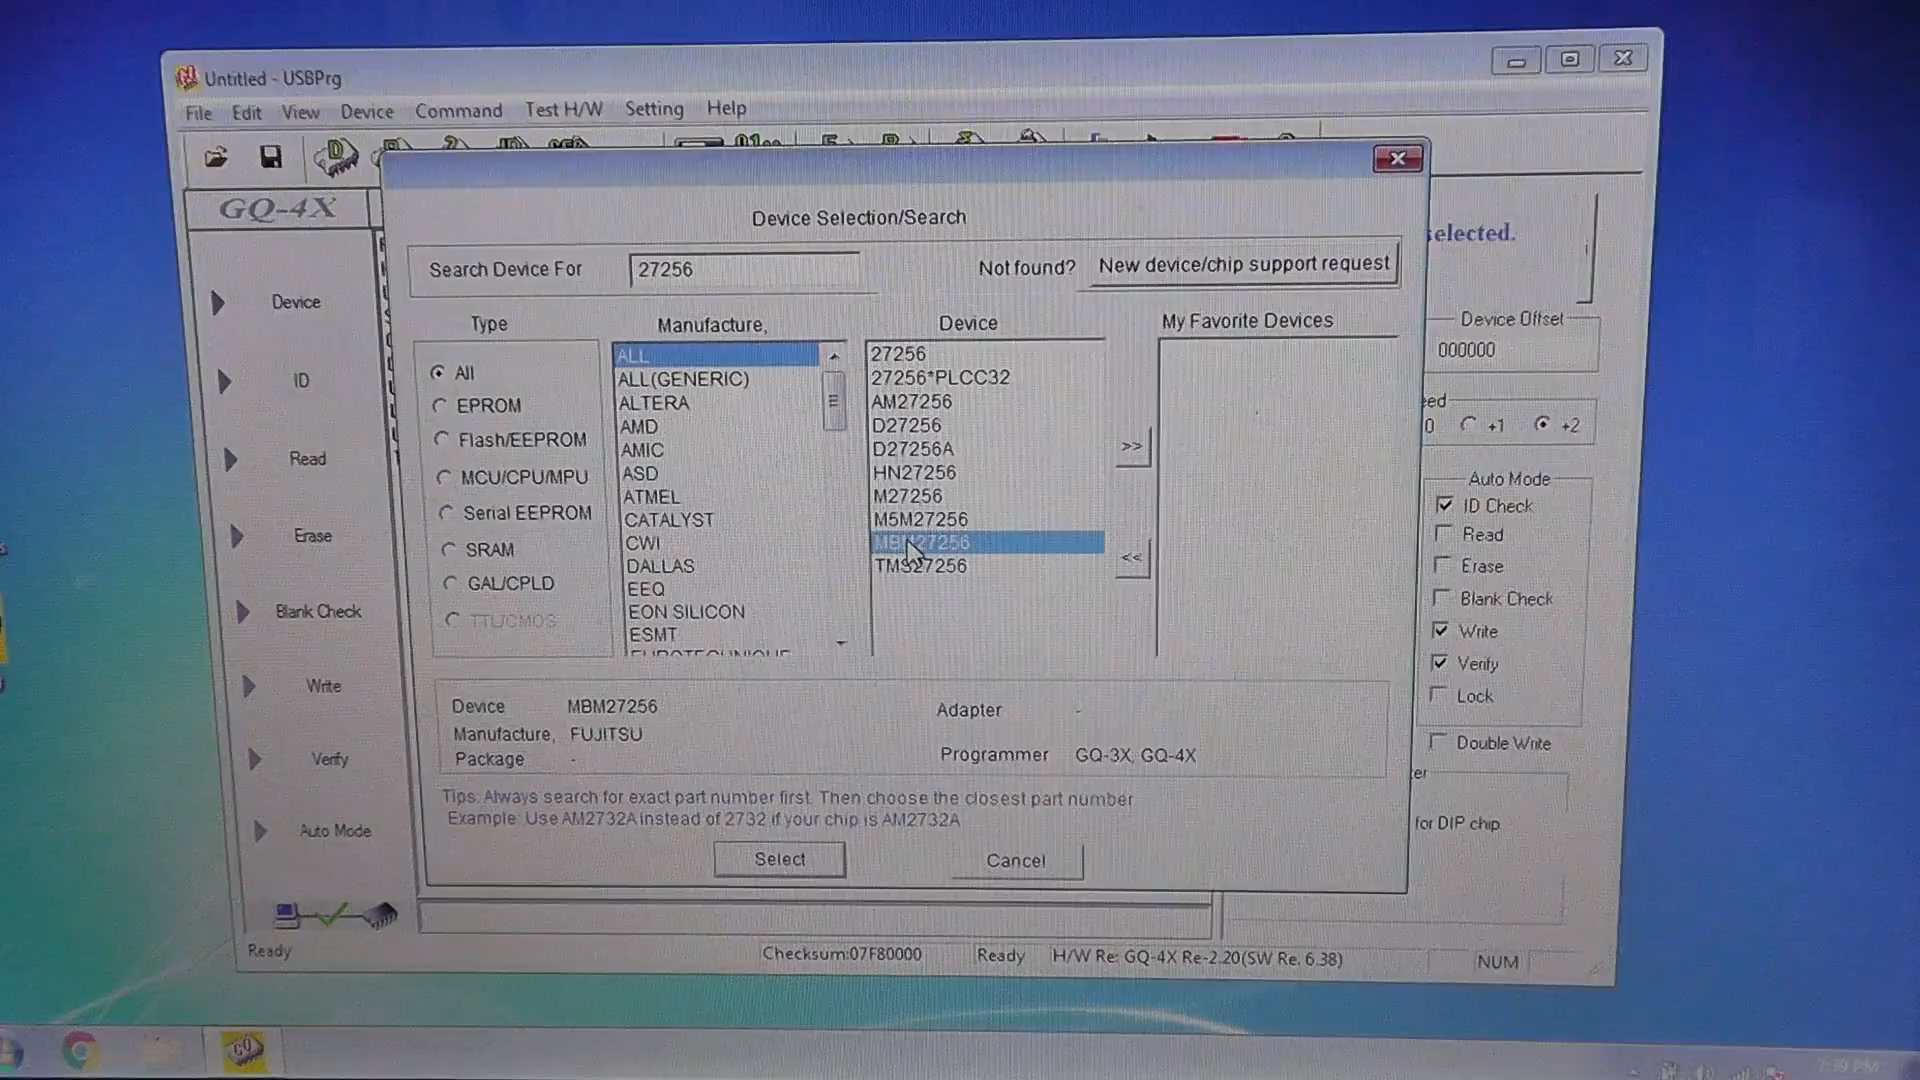 Untitled - USBPrg
File Edit View Device Command Test H/W Setting Help
GQ-4X
Device
ID
Read
Erase
Blank Check
Write
Verify
Auto Mode
Device Selection/Search
Search Device For 27256 Not found? New device/chip support request
Type
All
EPROM
Flash/EEPROM
MCU/CPU/MPU
Serial EEPROM
SRAM
GAL/CPLD
TTL/CMOS
Manufacture,
ALL
ALL(GENERIC)
ALTERA
AMD
AMIC
ASD
ATMEL
CATALYST
CWI
DALLAS
EEQ
EON SILICON
ESMT
Device
27256
27256*PLCC32
AM27256
D27256
D27256A
HN27256
M27256
M5M27256
MBM27256
TMS27256
>>
<<
My Favorite Devices
Device MBM27256
Manufacture, FUJITSU
Package -
Adapter -
Programmer GQ-3X, GQ-4X
Tips: Always search for exact part number first. Then choose the closest part number
Example: Use AM2732A instead of 2732 if your chip is AM2732A
Select Cancel
selected.
Device Offset
000000
eed
0 +1 +2
Auto Mode
ID Check
Read
Erase
Blank Check
Write
Verify
Lock
Double Write
er
for DIP chip
Ready Checksum:07F80000 Ready H/W Re: GQ-4X Re-2.20(SW Re. 6.38) NUM